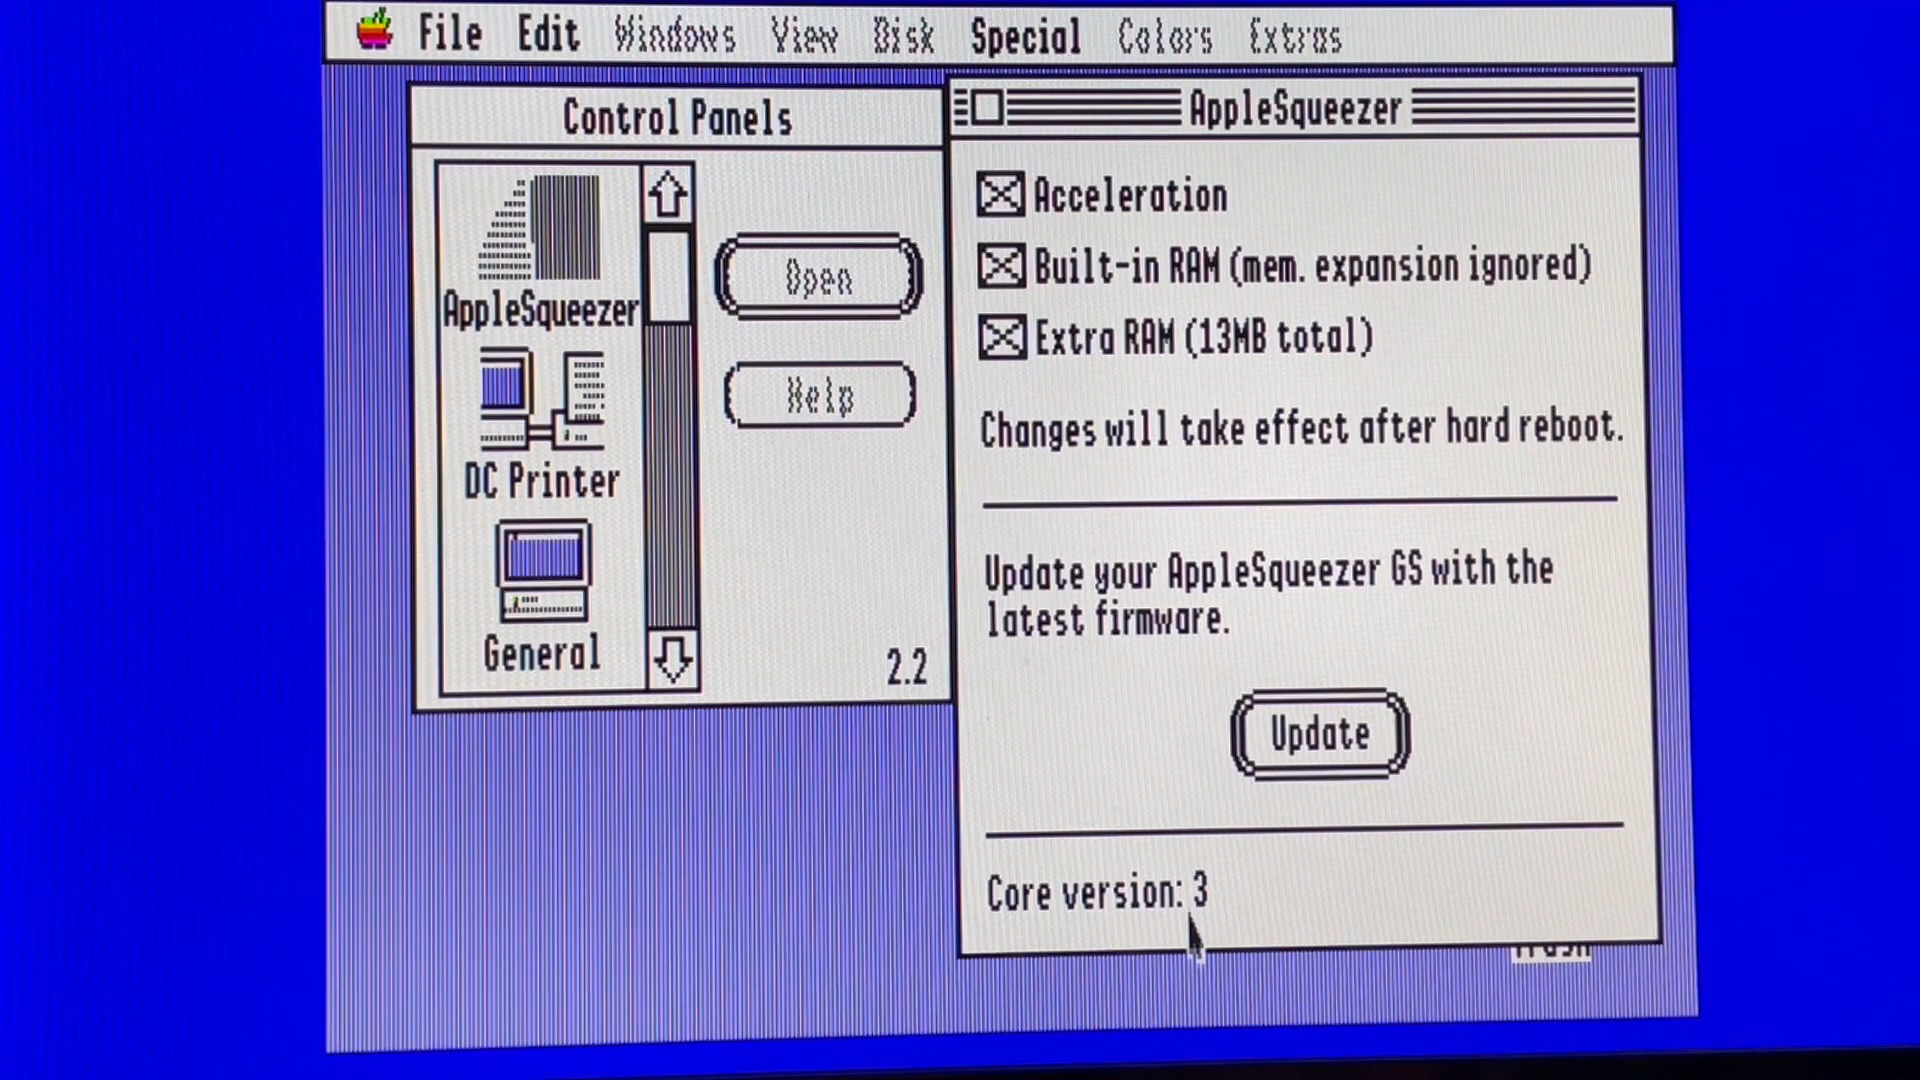 File Edit Windows View Disk Special Colors Extras
Control Panels
AppleSqueezer
DC Printer
General
Open
Help
2.2
AppleSqueezer
Acceleration
Built-in RAM (mem. expansion ignored)
Extra RAM (13MB total)
Changes will take effect after hard reboot.
Update your AppleSqueezer GS with the
latest firmware.
Update
Core version: 3